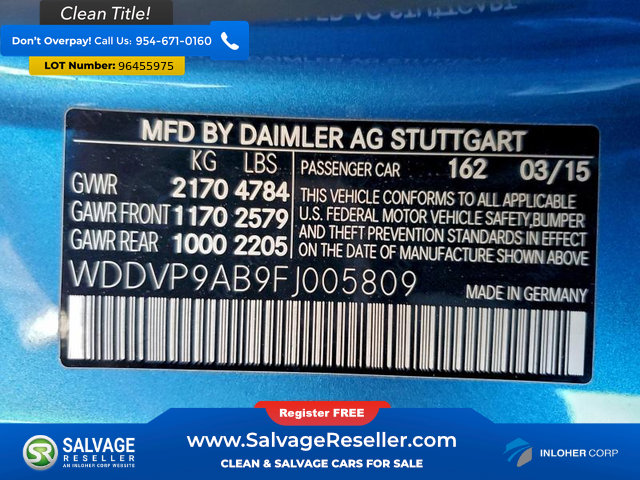 Clean Title!
Don't Overpay! Call Us: 954-671-0160
LOT Number: 96455975
MFD BY DAIMLER AG STUTTGART
KG LBS
PASSENGER CAR 162 03/15
GVWR 2170 4784
GAWR FRONT 1170 2579
GAWR REAR 1000 2205
THIS VEHICLE CONFORMS TO ALL APPLICABLE
U.S. FEDERAL MOTOR VEHICLE SAFETY, BUMPER
AND THEFT PREVENTION STANDARDS IN EFFECT
ON THE DATE OF MANUFACTURE SHOWN ABOVE.
WDDVP9AB9FJ005809
MADE IN GERMANY
Register FREE
SR SALVAGE
RESELLER
AN INLOHER CORP WEBSITE
www.SalvageReseller.com
CLEAN & SALVAGE CARS FOR SALE
INLOHER CORP